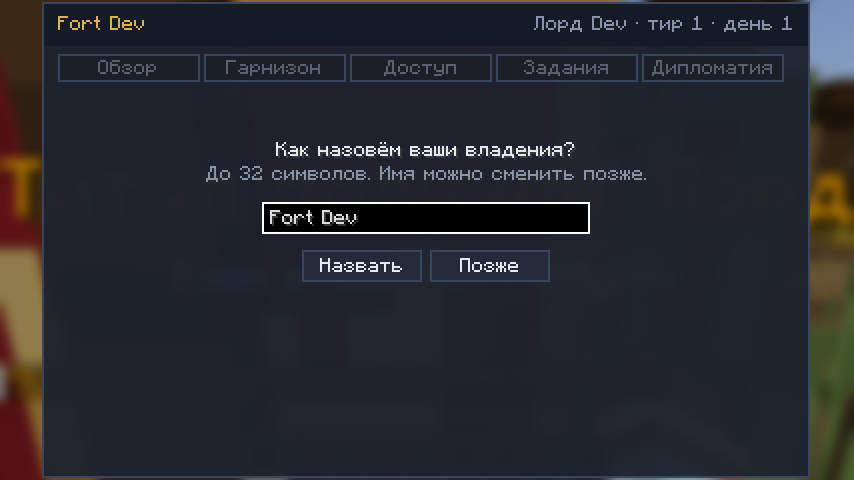 Fort Dev
Лорд Dev · тир 1 · день 1
Обзор Гарнизон Доступ Задания Дипломатия
Как назовём ваши владения?
До 32 символов. Имя можно сменить позже.
Fort Dev
Назвать Позже